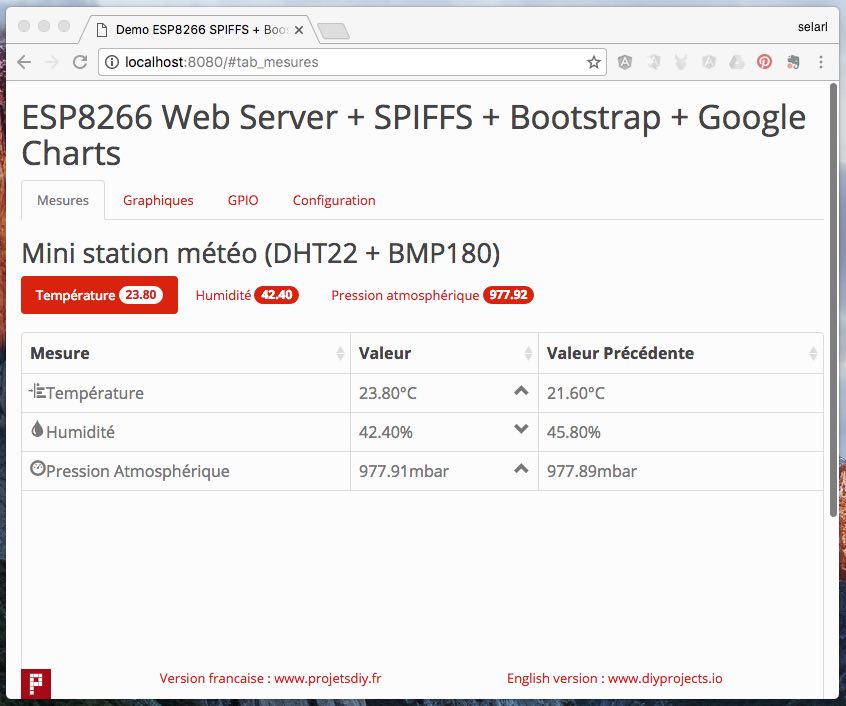 Demo ESP8266 SPIFFS + Boo
selarl
localhost:8080/#tab_mesures
ESP8266 Web Server + SPIFFS + Bootstrap + Google
Charts
Mesures Graphiques GPIO Configuration
Mini station météo (DHT22 + BMP180)
Température 23.80 Humidité 42.40 Pression atmosphérique 977.92
Mesure Valeur Valeur Précédente
Température 23.80°C 21.60°C
Humidité 42.40% 45.80%
Pression Atmosphérique 977.91mbar 977.89mbar
Version francaise : www.projetsdiy.fr English version : www.diyprojects.io